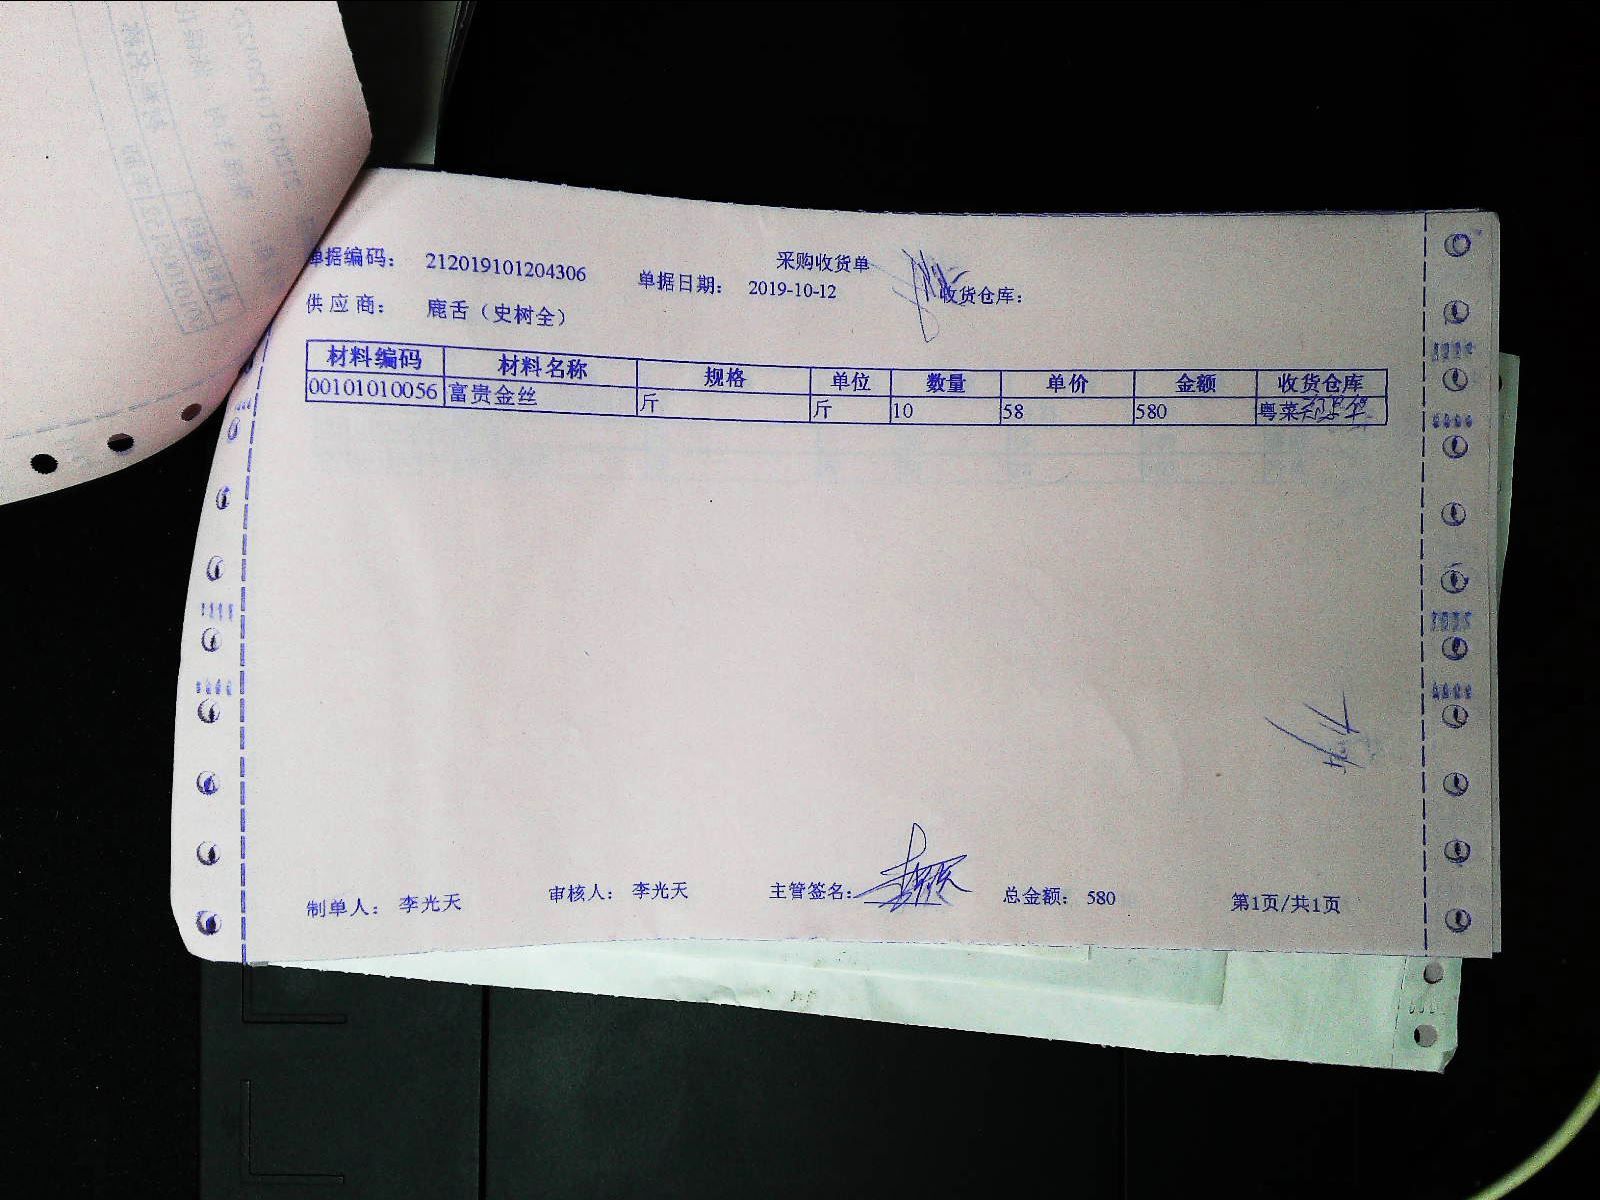 采购收货单
单据编码： 212019101204306 单据日期： 2019-10-12 收货仓库：
供应商： 鹿舌（史树全）
材料编码 材料名称 规格 单位 数量 单价 金额 收货仓库
00101010056 富贵金丝 斤 斤 10 58 580 粤菜
制单人： 李光天 审核人： 李光天 主管签名： 总金额： 580 第1页/共1页